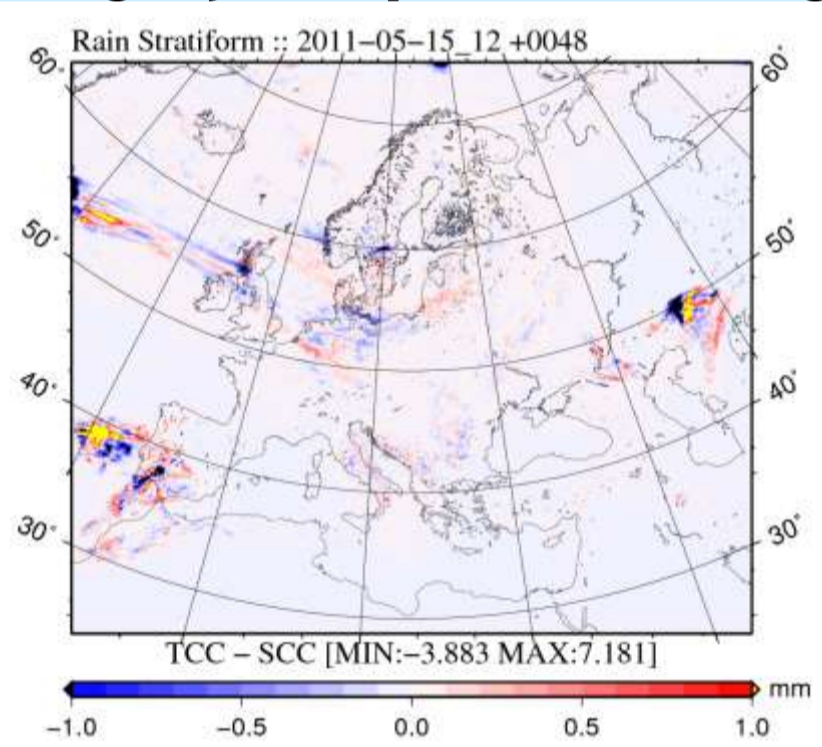 Rain Stratiform :: 2011−05−15_12 +0048
60° 60°
50° 50°
40° 40°
30° 30°
TCC − SCC [MIN:−3.883 MAX:7.181]
mm
−1.0 −0.5 0.0 0.5 1.0